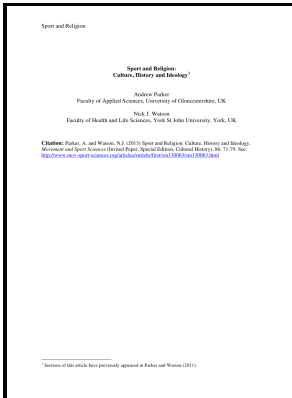 Sport and Religion
Sport and Religion:
Culture, History and Ideology1
Andrew Parker
Faculty of Applied Sciences, University of Gloucestershire, UK
Nick J. Watson
Faculty of Health and Life Sciences, York St John University, York, UK
Citation: Parker, A. and Watson, N.J. (2013) Sport and Religion: Culture, History and Ideology,
Movement and Sport Sciences (Invited Paper, Special Edition, Cultural History), 86, 71-79. See:
http://www.mov-sport-sciences.org/articles/sm/abs/first/sm130063/sm130063.html
1 Sections of this article have previously appeared in Parker and Watson (2011).